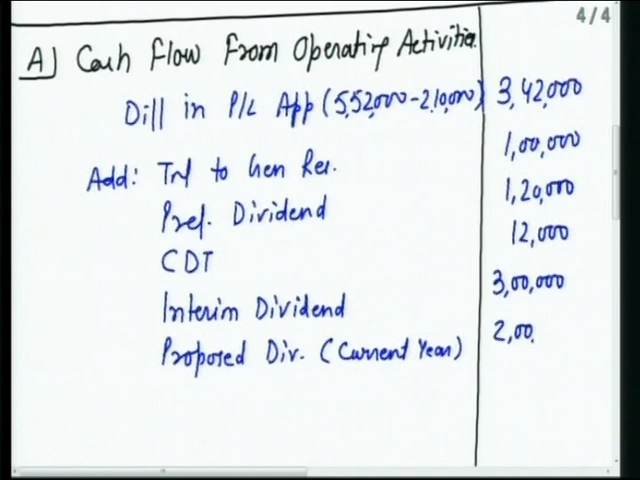 4/4
A] Cash Flow From Operating Activities
Diff in P/L App (5,52,000-2,10,000) 3,42,000
Add: Trf to Gen Res. 1,00,000
Pref. Dividend 1,20,000
CDT 12,000
Interim Dividend 3,00,000
Proposed Div. (Current Year) 2,00,